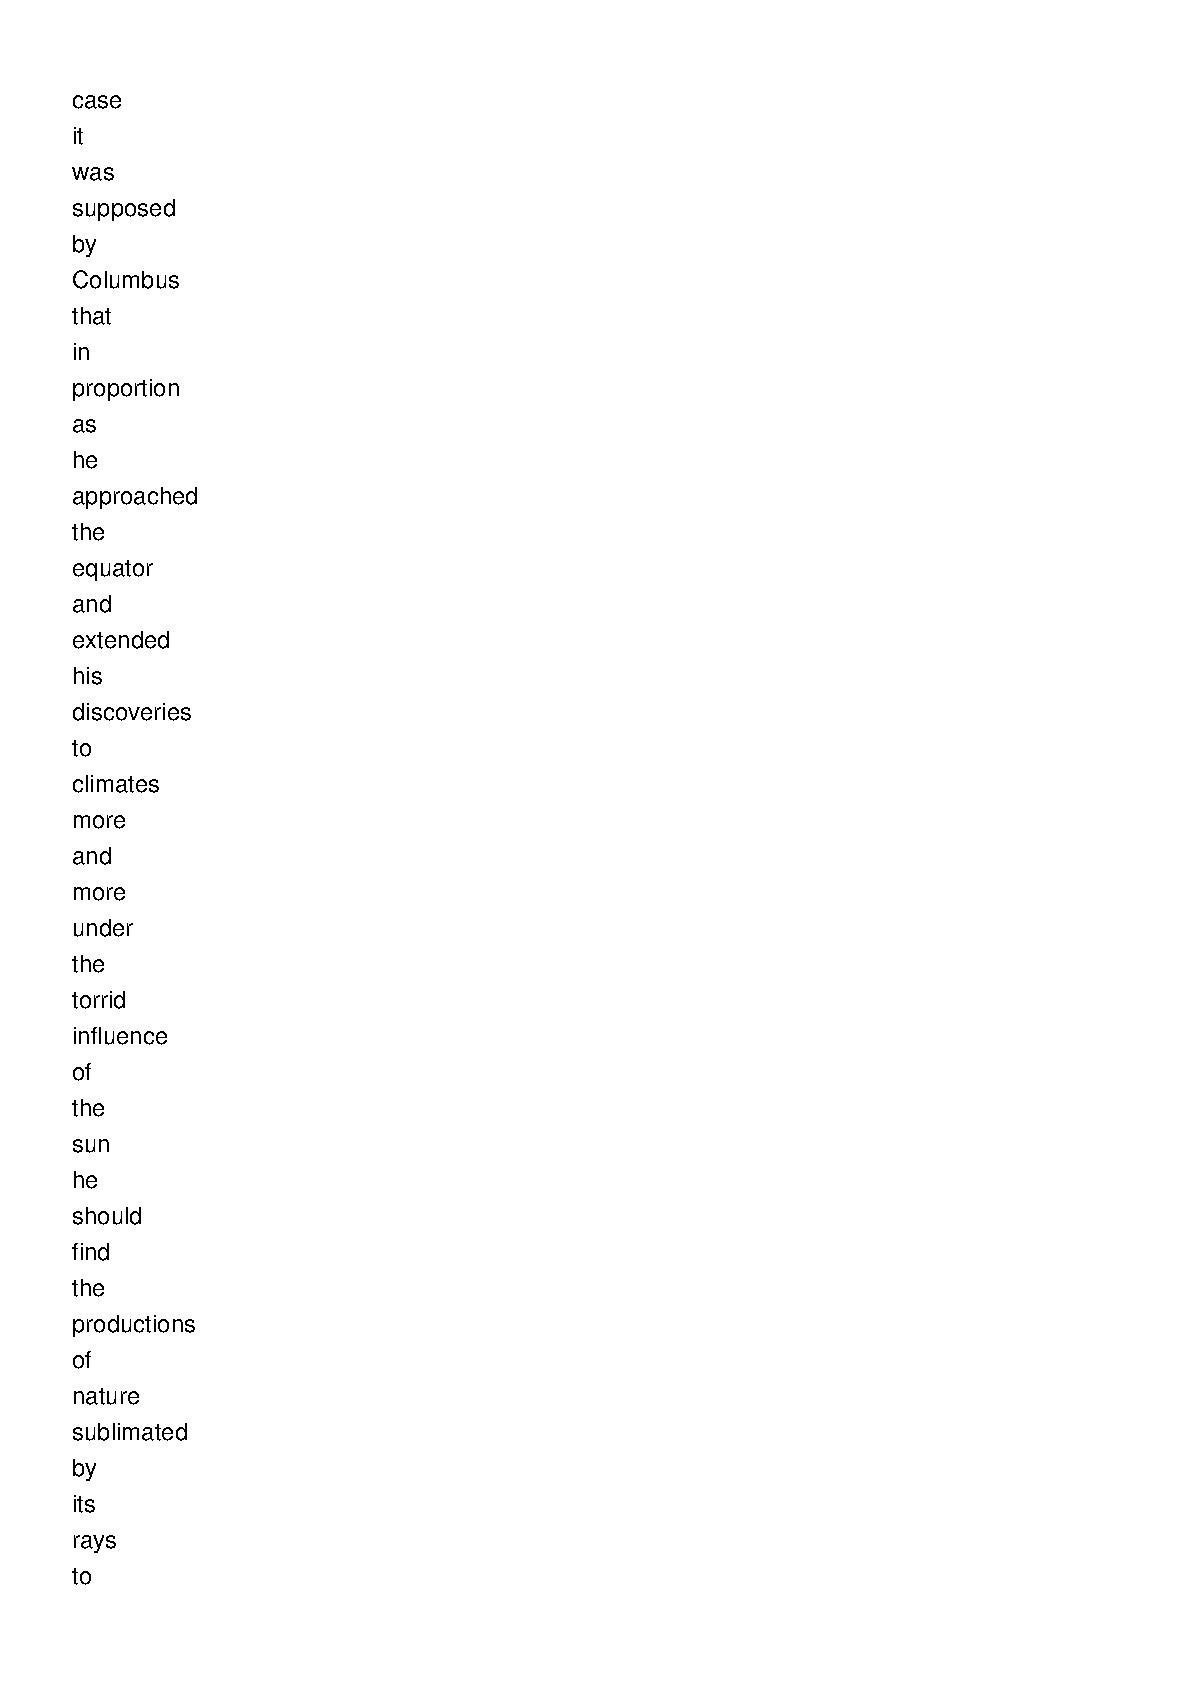 case
it
was
supposed
by
Columbus
that
in
proportion
as
he
approached
the
equator
and
extended
his
discoveries
to
climates
more
and
more
under
the
torrid
influence
of
the
sun
he
should
find
the
productions
of
nature
sublimated
by
its
rays
to